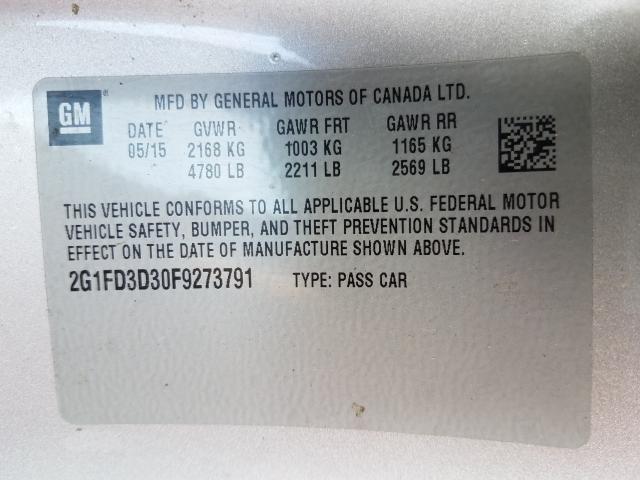 GM
MFD BY GENERAL MOTORS OF CANADA LTD.
DATE GVWR GAWR FRT GAWR RR
05/15 2168 KG 1003 KG 1165 KG
4780 LB 2211 LB 2569 LB
THIS VEHICLE CONFORMS TO ALL APPLICABLE U.S. FEDERAL MOTOR
VEHICLE SAFETY, BUMPER, AND THEFT PREVENTION STANDARDS IN
EFFECT ON THE DATE OF MANUFACTURE SHOWN ABOVE.
2G1FD3D30F9273791 TYPE: PASS CAR